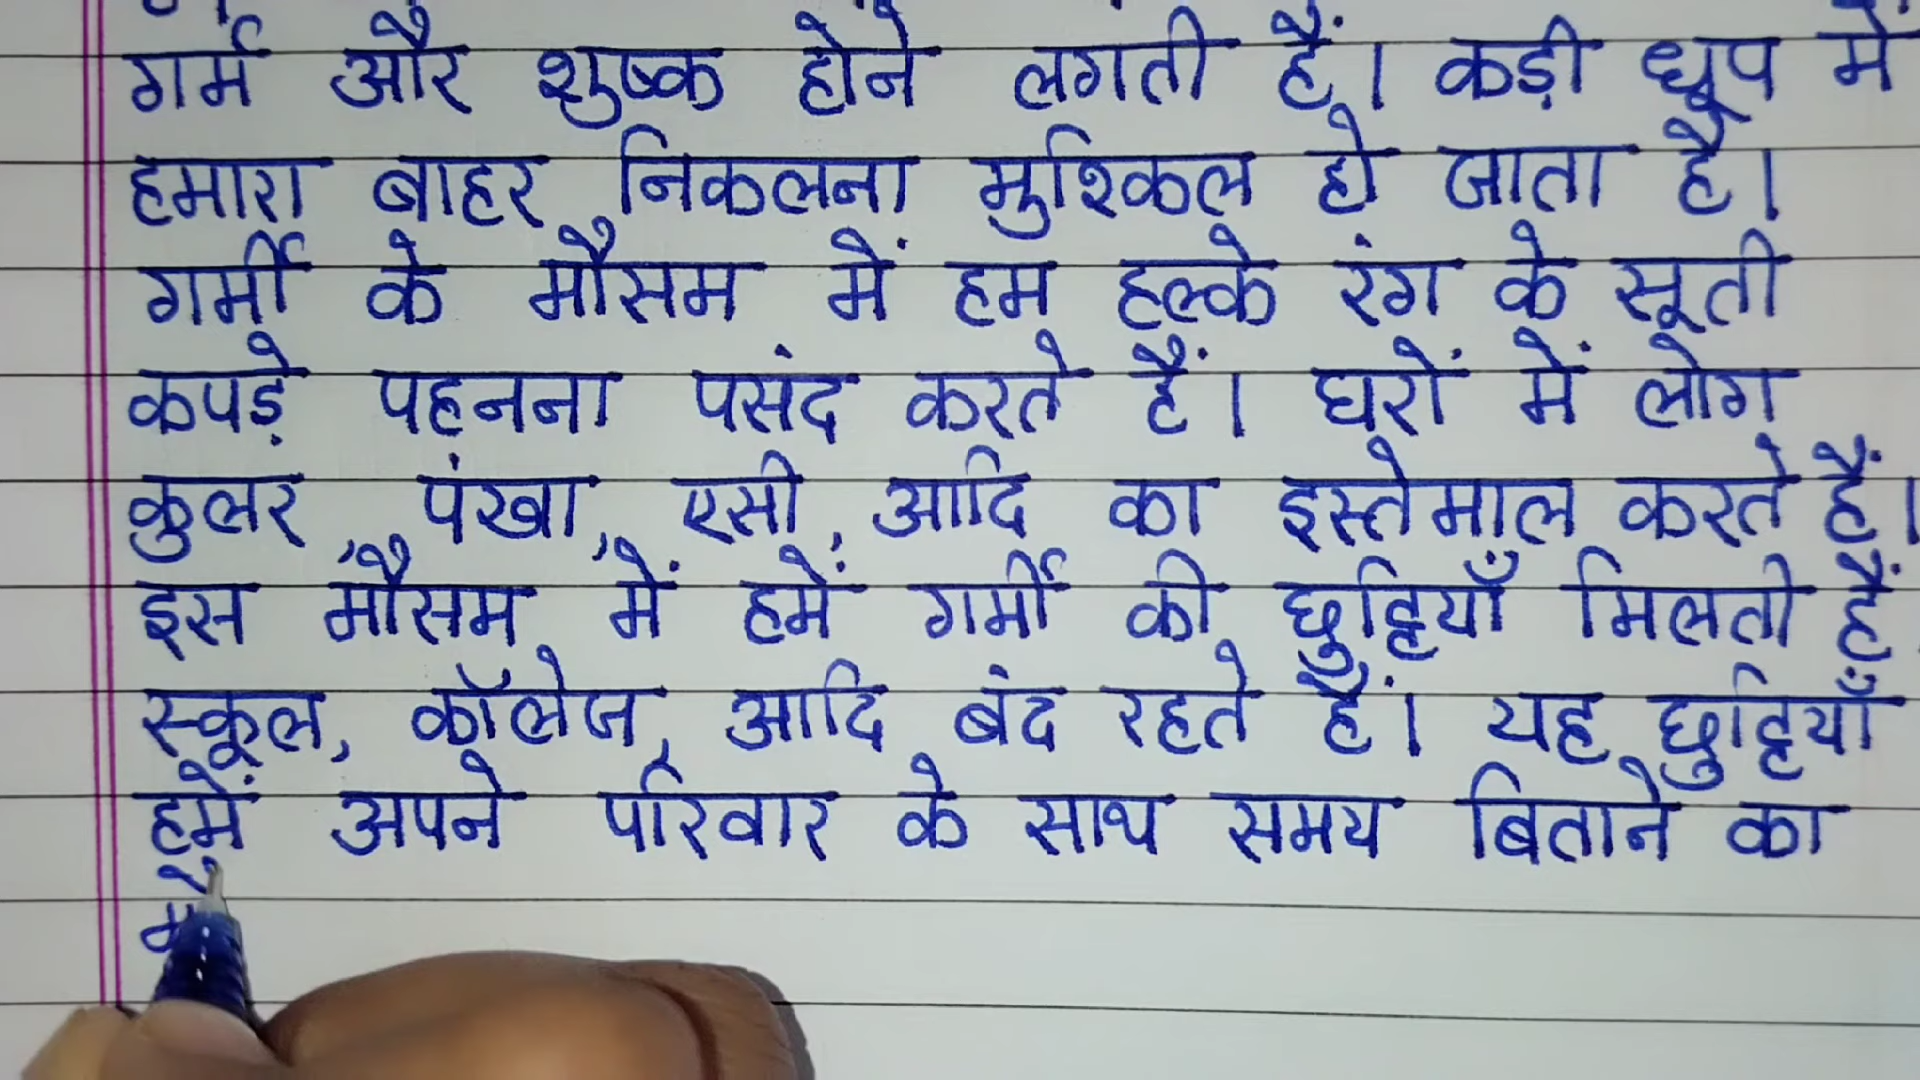 गर्म और शुष्क होने लगती हैं। कड़ी धूप में
हमारा बाहर निकलना मुश्किल हो जाता है।
गर्मी के मौसम में हम हल्के रंग के सूती
कपड़े पहनना पसंद करते हैं। घरों में लोग
कुलर, पंखा, एसी, आदि का इस्तेमाल करते हैं।
इस मौसम में हमें गर्मी की छुट्टियाँ मिलती हैं
स्कूल, कॉलेज, आदि बंद रहते हैं। यह छुट्टियाँ
हमें अपने परिवार के साथ समय बिताने का